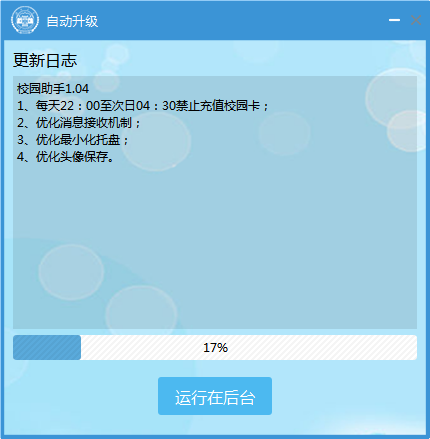 自动升级
更新日志
校园助手1.04
1、每天22：00至次日04：30禁止充值校园卡；
2、优化消息接收机制；
3、优化最小化托盘；
4、优化头像保存。
17%
运行在后台